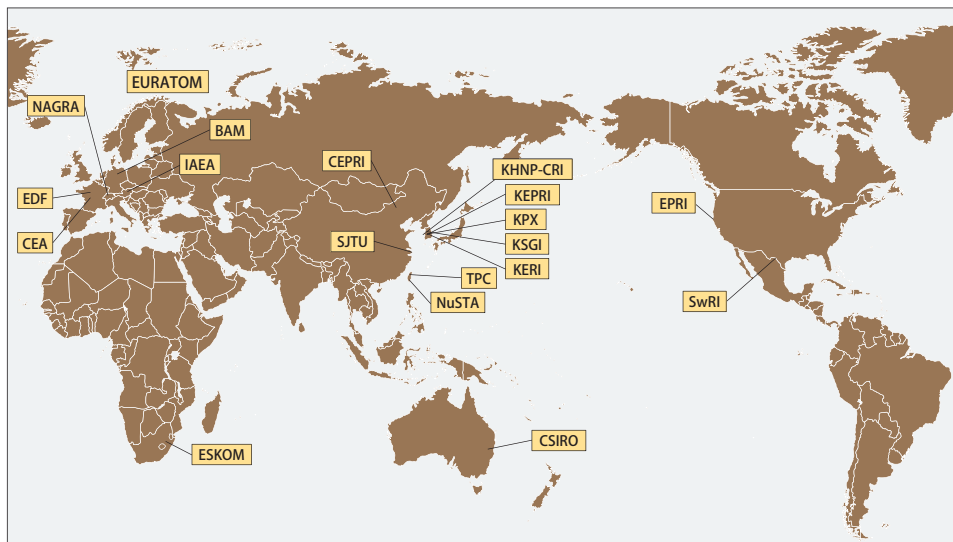 EURATOM
NAGRA
BAM
IAEA
CEPRI
KHNP-CRI
EDF
KEPRI
EPRI
KPX
CEA
SJTU
KSGI
KERI
TPC
NuSTA
SwRI
ESKOM
CSIRO